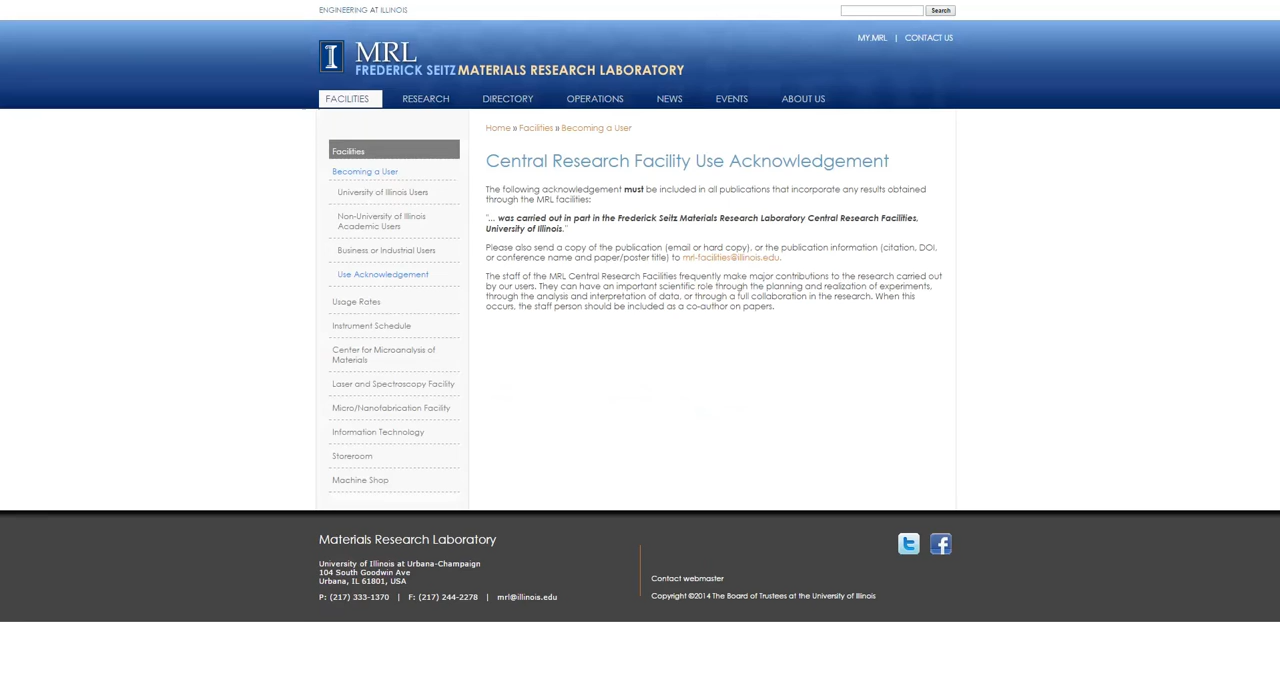 ENGINEERING AT ILLINOIS
Search
MY.MRL | CONTACT US
I
MRL
FREDERICK SEITZ MATERIALS RESEARCH LABORATORY
FACILITIES RESEARCH DIRECTORY OPERATIONS NEWS EVENTS ABOUT US
Facilities
Becoming a User
University of Illinois Users
Non-University of Illinois
Academic Users
Business or Industrial Users
Use Acknowledgement
Usage Rates
Instrument Schedule
Center for Microanalysis of
Materials
Laser and Spectroscopy Facility
Micro/Nanofabrication Facility
Information Technology
Storeroom
Machine Shop
Home » Facilities » Becoming a User
Central Research Facility Use Acknowledgement
The following acknowledgement must be included in all publications that incorporate any results obtained
through the MRL facilities:
"... was carried out in part in the Frederick Seitz Materials Research Laboratory Central Research Facilities,
University of Illinois."
Please also send a copy of the publication (email or hard copy), or the publication information (citation, DOI,
or conference name and paper/poster title) to mrl-facilities@illinois.edu.
The staff of the MRL Central Research Facilities frequently make major contributions to the research carried out
by our users. They can have an important scientific role through the planning and realization of experiments,
through the analysis and interpretation of data, or through a full collaboration in the research. When this
occurs, the staff person should be included as a co-author on papers.
Materials Research Laboratory
University of Illinois at Urbana-Champaign
104 South Goodwin Ave
Urbana, IL 61801, USA
P: (217) 333-1370 | F: (217) 244-2278 | mrl@illinois.edu
Contact webmaster
Copyright ©2014 The Board of Trustees at the University of Illinois